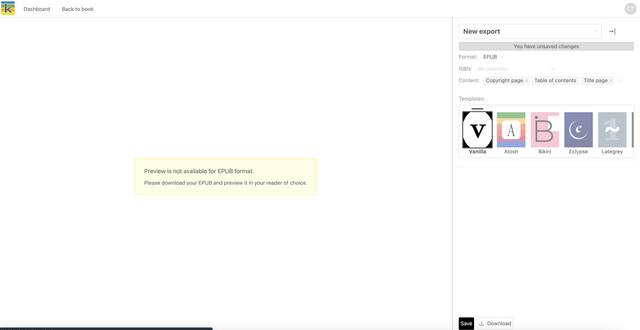 k
Dashboard
Back to book
CT
New export
You have unsaved changes
Format: EPUB
ISBN: No selection
Content: Copyright page × Table of contents Title page ×
Templates:
V A B e 1
Vanilla Atosh Bikini Eclypse Lategrey
Preview is not available for EPUB format.
Please download your EPUB and preview it in your reader of choice.
Save Download